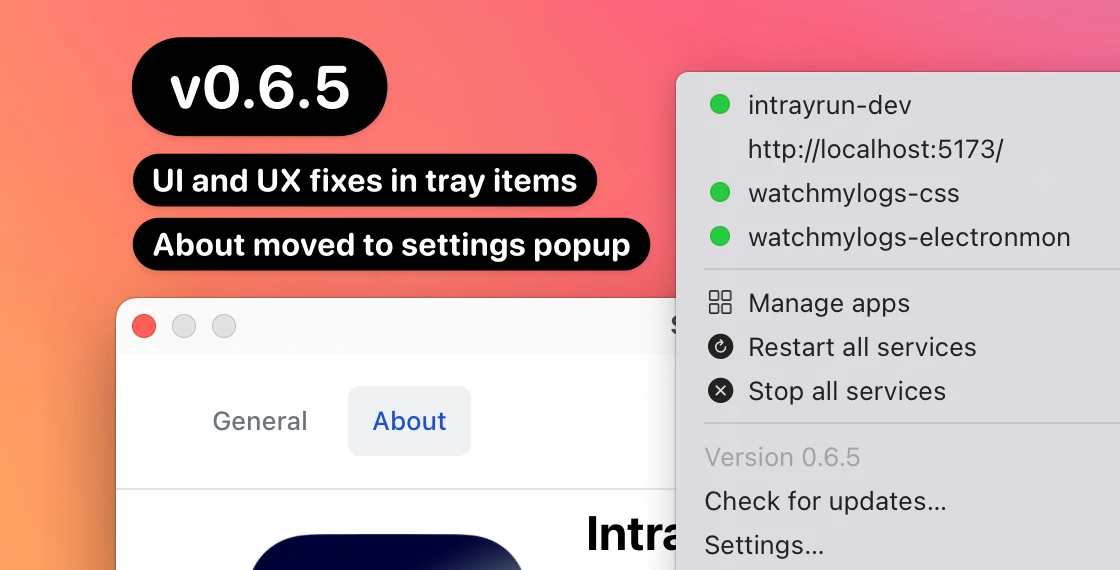 v0.6.5
UI and UX fixes in tray items
About moved to settings popup
General
About
intrayrun-dev
http://localhost:5173/
watchmylogs-css
watchmylogs-electronmon
Manage apps
Restart all services
Stop all services
Version 0.6.5
Check for updates...
Settings...